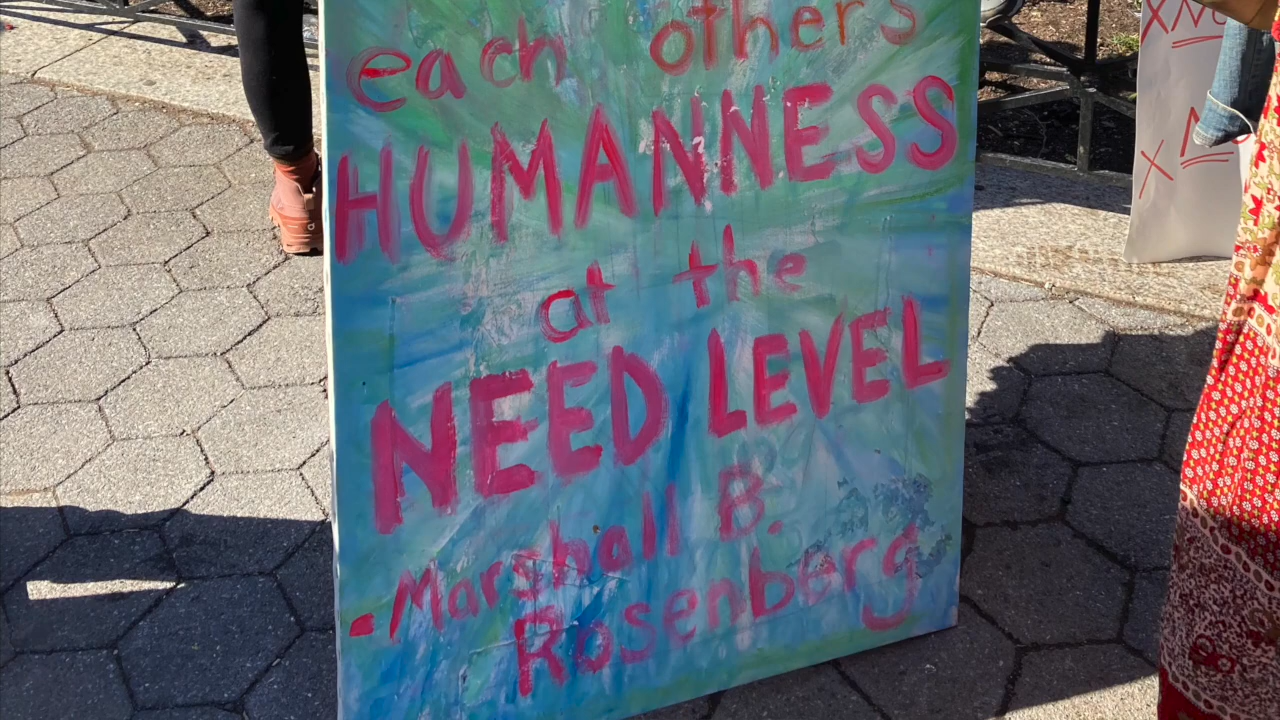 each others
HUMANNESS
at the
NEED LEVEL
-Marshall B.
Rosenberg